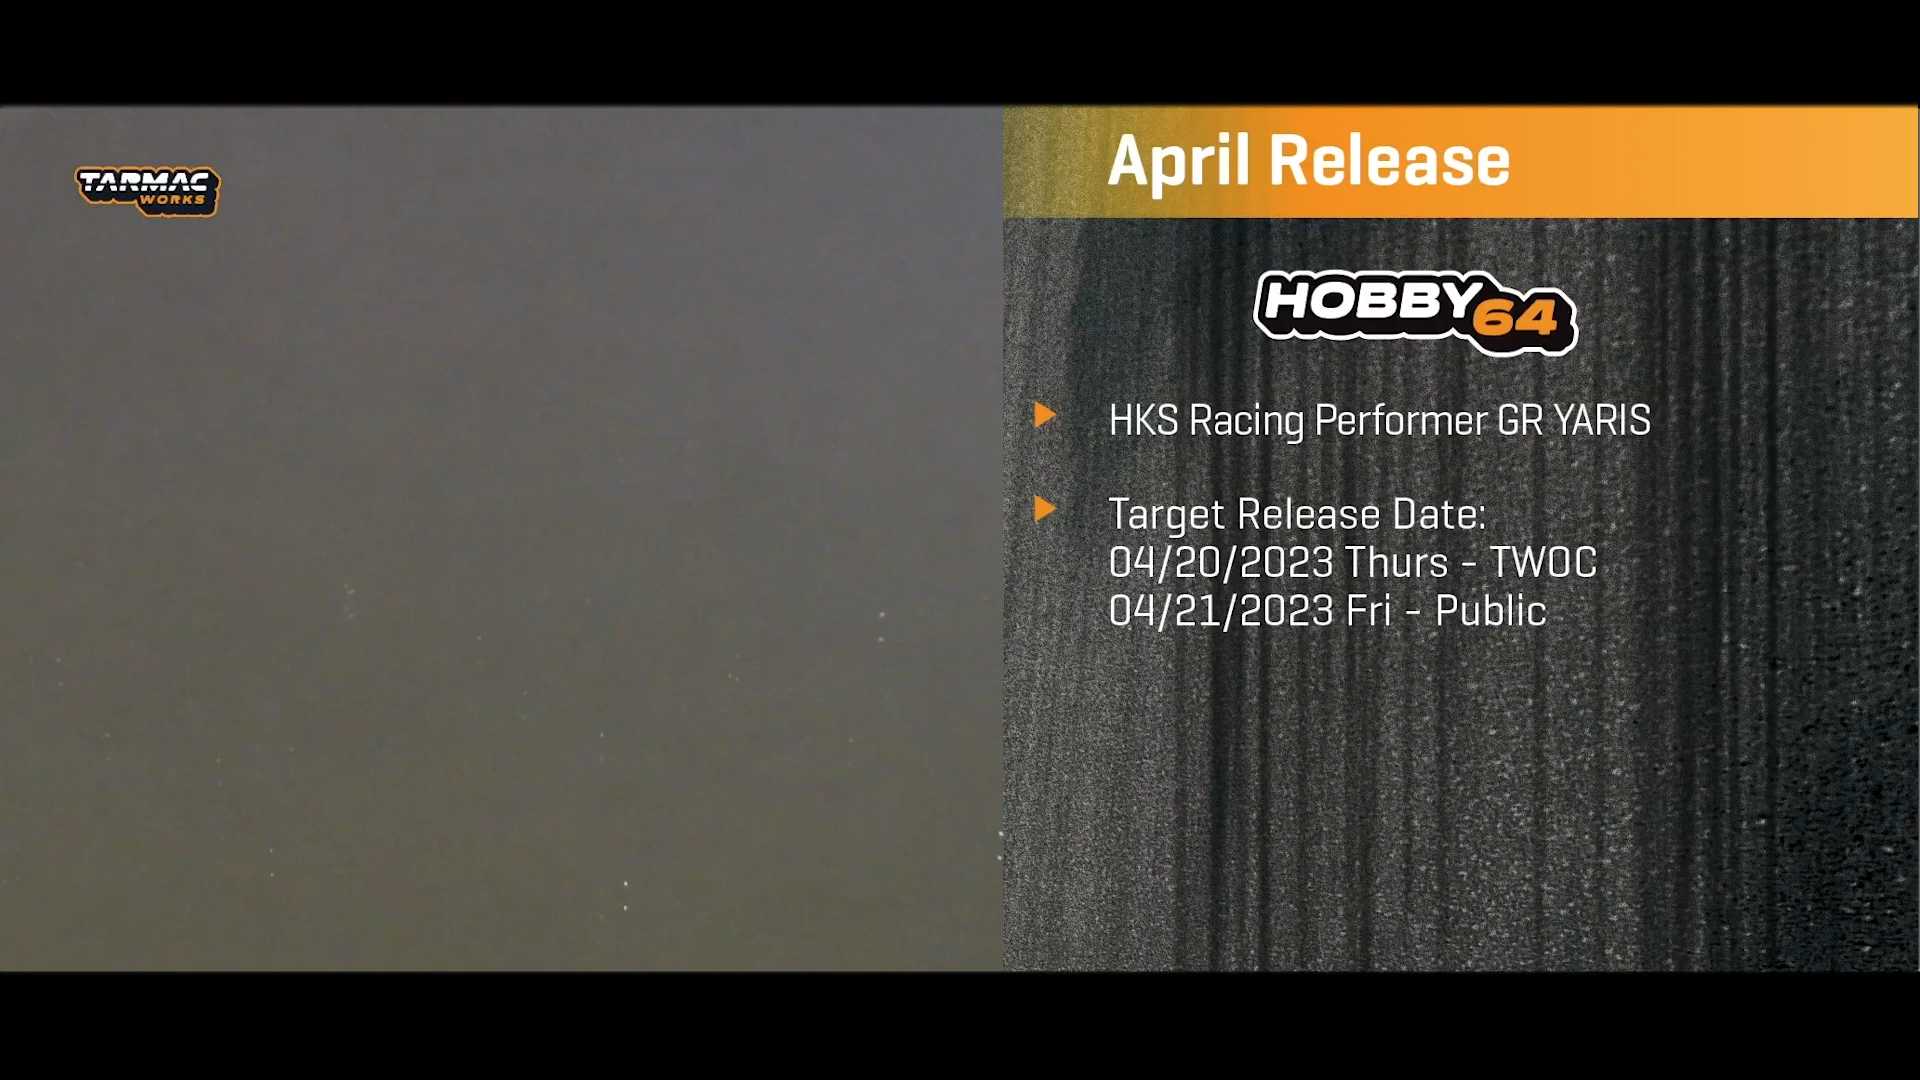 TARMAC
WORKS
April Release
HOBBY64
HKS Racing Performer GR YARIS
Target Release Date:
04/20/2023 Thurs - TWOC
04/21/2023 Fri - Public